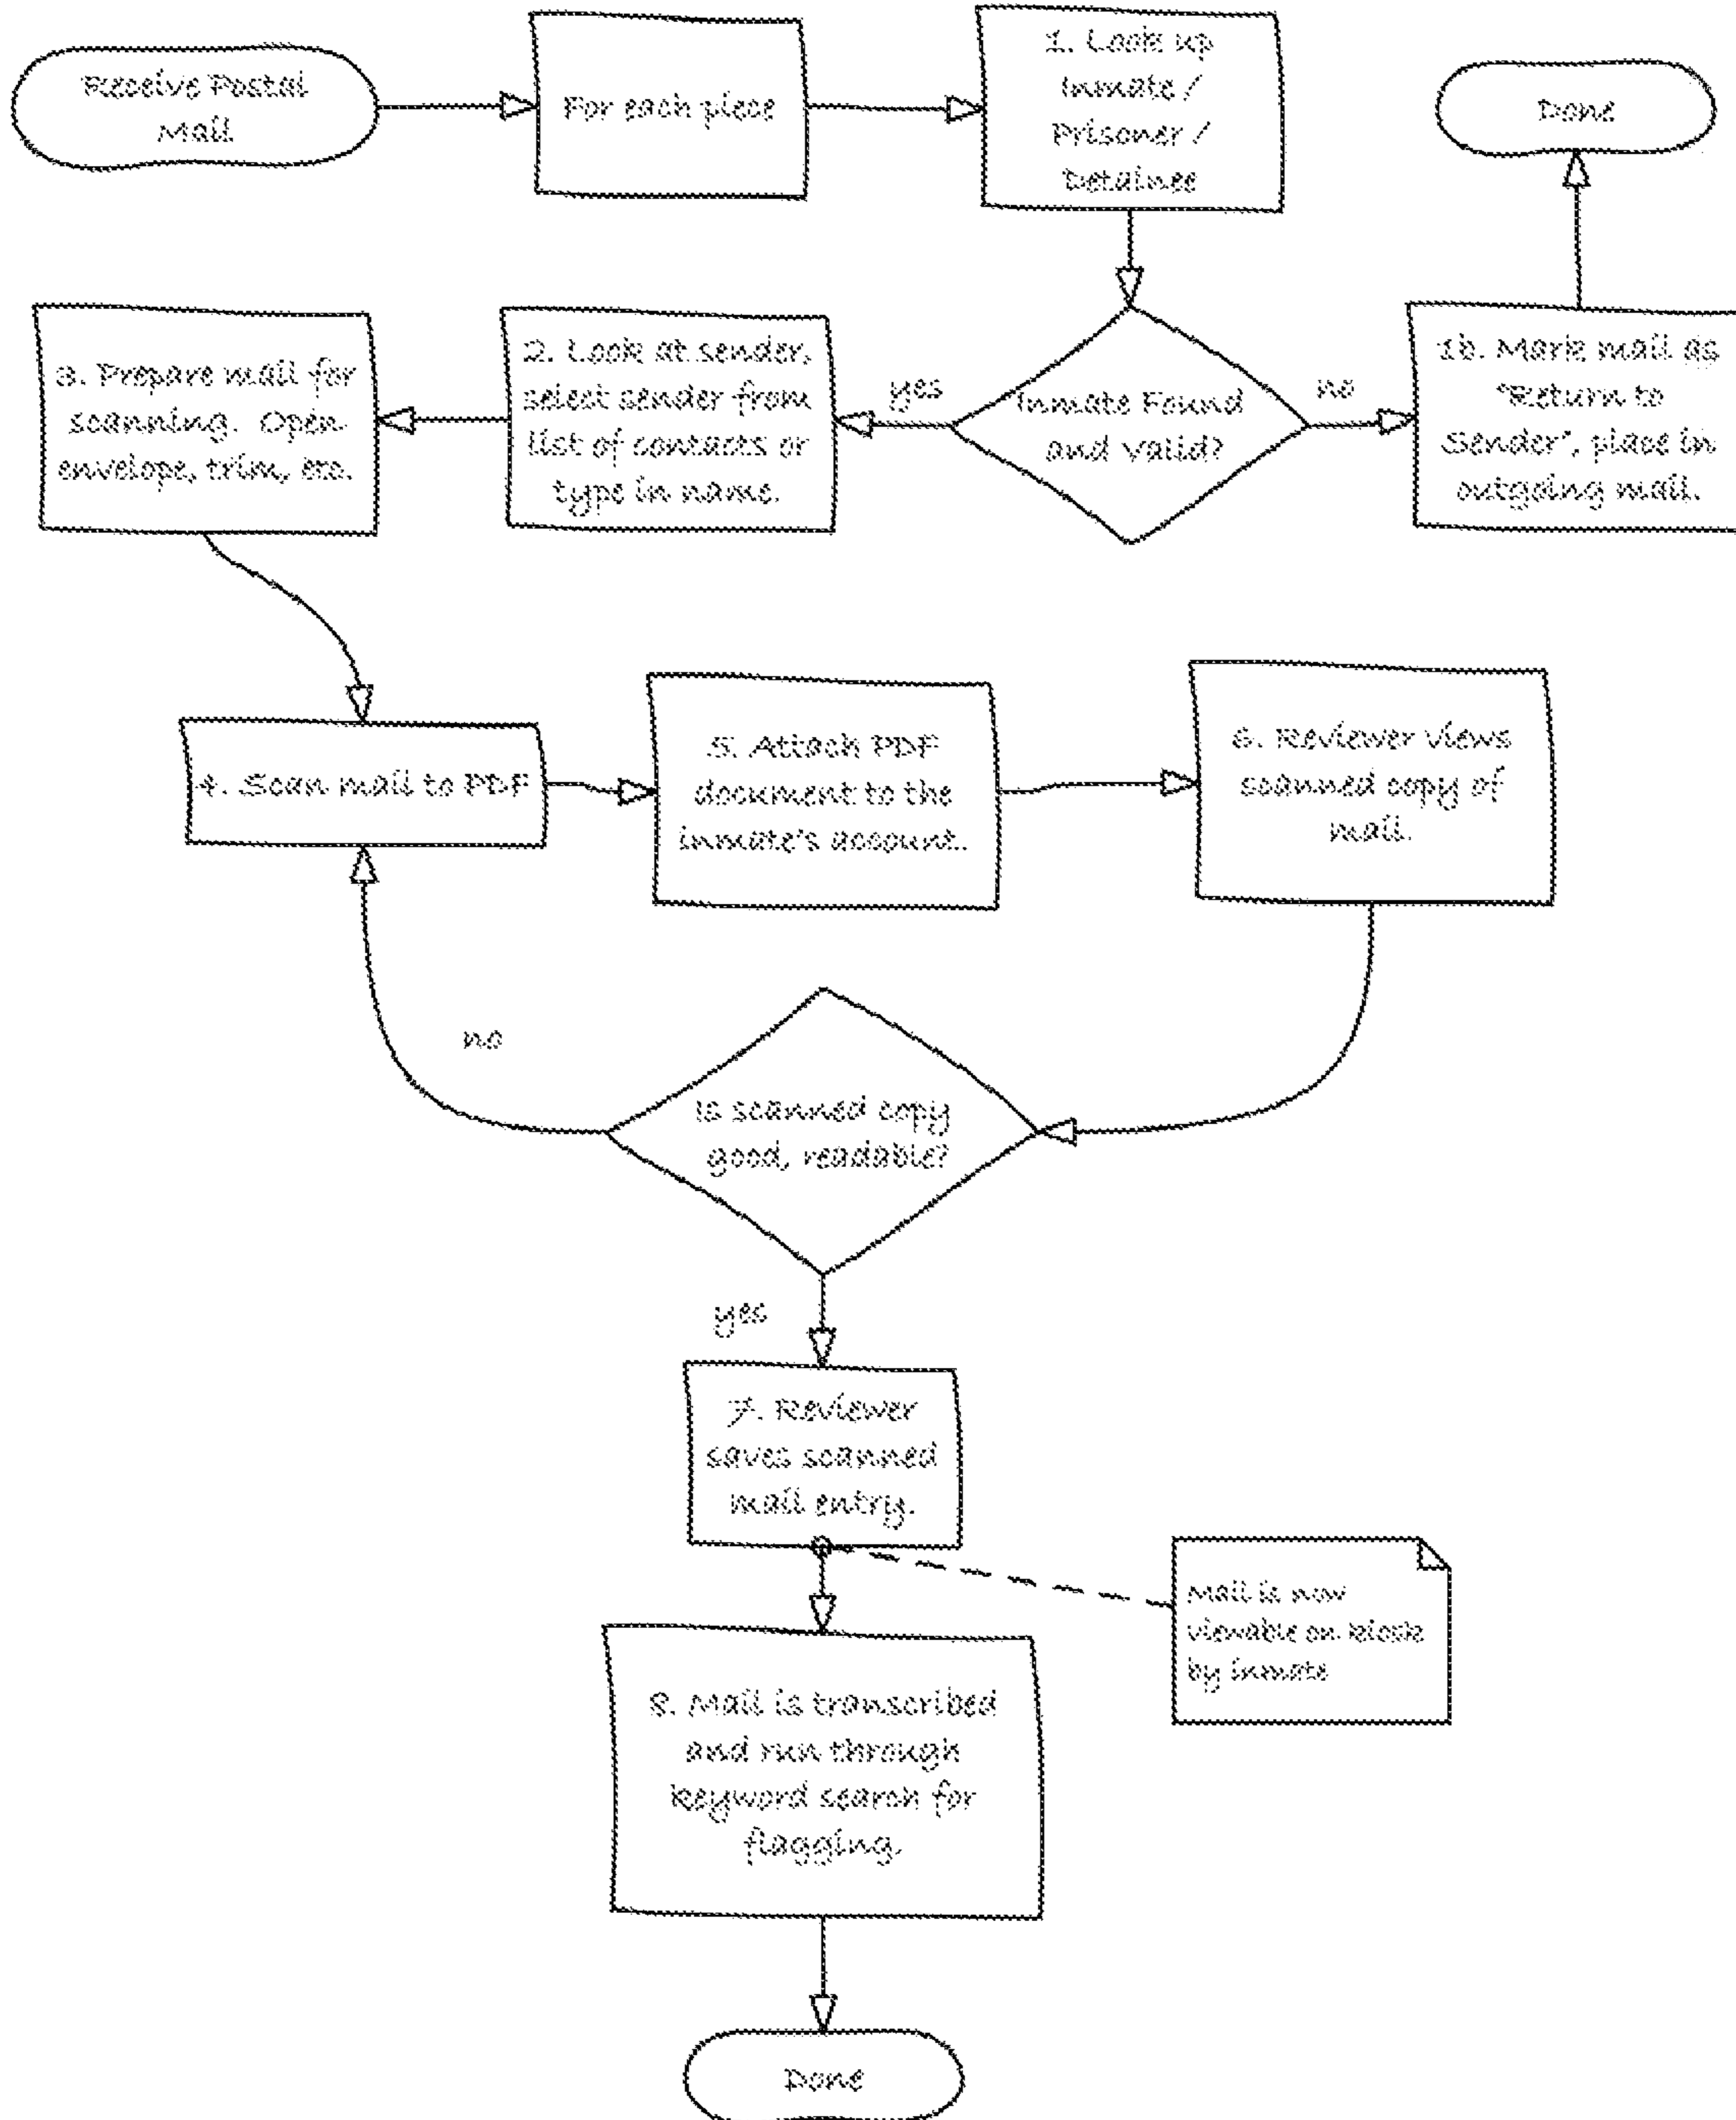 Receive Postal
Mail
For each piece
1. Look up
Inmate /
Prisoner /
Detainee
Done
3. Prepare mail for
scanning. Open
envelope, trim, etc.
2. Look at sender,
select sender from
list of contacts or
type in name.
yes
Inmate Found
and Valid?
no
1b. Mark mail as
"Return to
Sender", place in
outgoing mail.
4. Scan mail to PDF
5. Attach PDF
document to the
inmate's account.
6. Reviewer views
scanned copy of
mail.
no
Is scanned copy
good, readable?
yes
7. Reviewer
saves scanned
mail entry.
Mail is now
viewable on kiosk
by inmate
8. Mail is transcribed
and run through
keyword search for
flagging.
Done